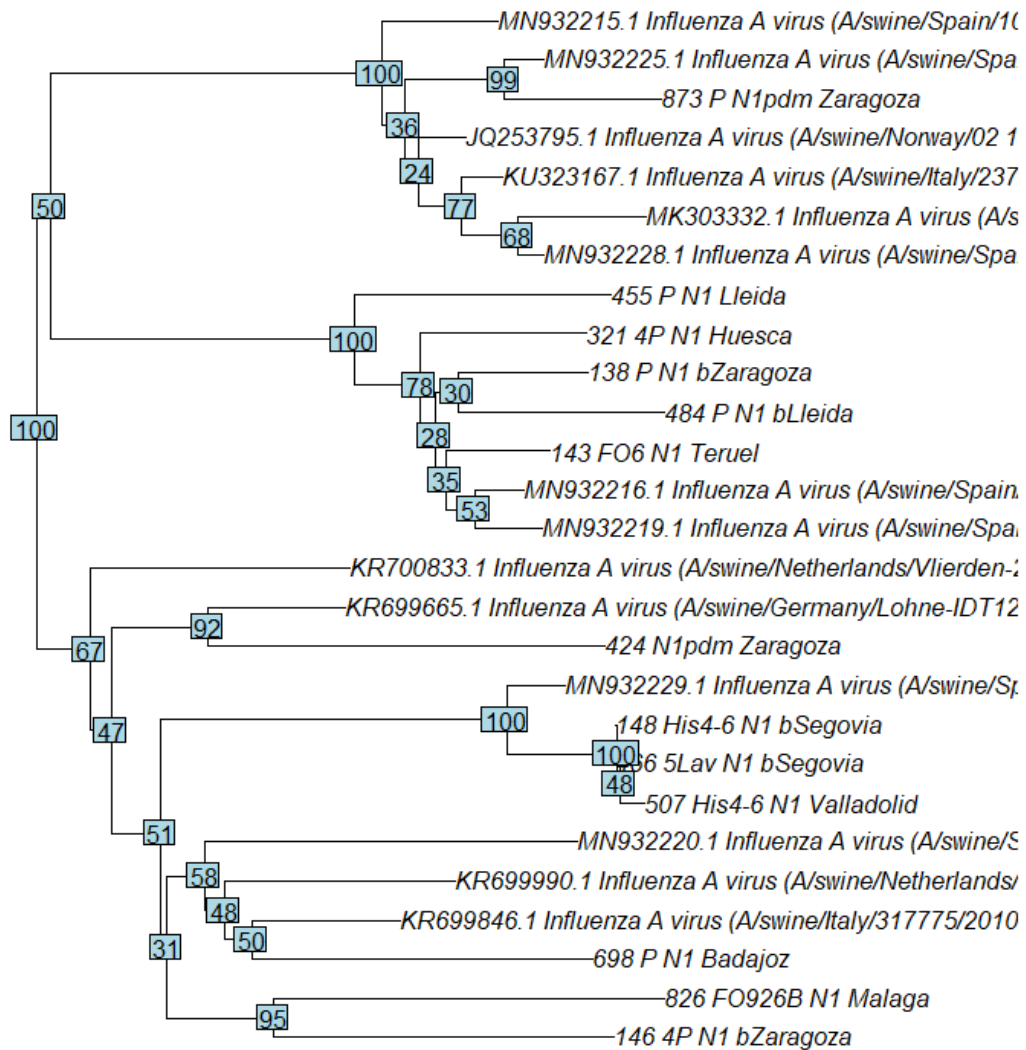 MN932215.1 Influenza A virus (A/swine/Spain/10
MN932225.1 Influenza A virus (A/swine/Spa
100
99
873 P N1pdm Zaragoza
36
JQ253795.1 Influenza A virus (A/swine/Norway/02 1
24
KU323167.1 Influenza A virus (A/swine/Italy/237
50
77
MK303332.1 Influenza A virus (A/s
68
MN932228.1 Influenza A virus (A/swine/Spa
455 P N1 Lleida
100
321 4P N1 Huesca
138 P N1 bZaragoza
78
30
484 P N1 bLleida
100
28
143 FO6 N1 Teruel
35
MN932216.1 Influenza A virus (A/swine/Spain/
53
MN932219.1 Influenza A virus (A/swine/Spa
KR700833.1 Influenza A virus (A/swine/Netherlands/Vlierden-2
KR699665.1 Influenza A virus (A/swine/Germany/Lohne-IDT12
92
67
424 N1pdm Zaragoza
MN932229.1 Influenza A virus (A/swine/Sp
47
100
148 His4-6 N1 bSegovia
100
5Lav N1 bSegovia
48
507 His4-6 N1 Valladolid
51
MN932220.1 Influenza A virus (A/swine/S
58
KR699990.1 Influenza A virus (A/swine/Netherlands/
48
KR699846.1 Influenza A virus (A/swine/Italy/317775/2010
31
50
698 P N1 Badajoz
826 FO926B N1 Malaga
95
146 4P N1 bZaragoza